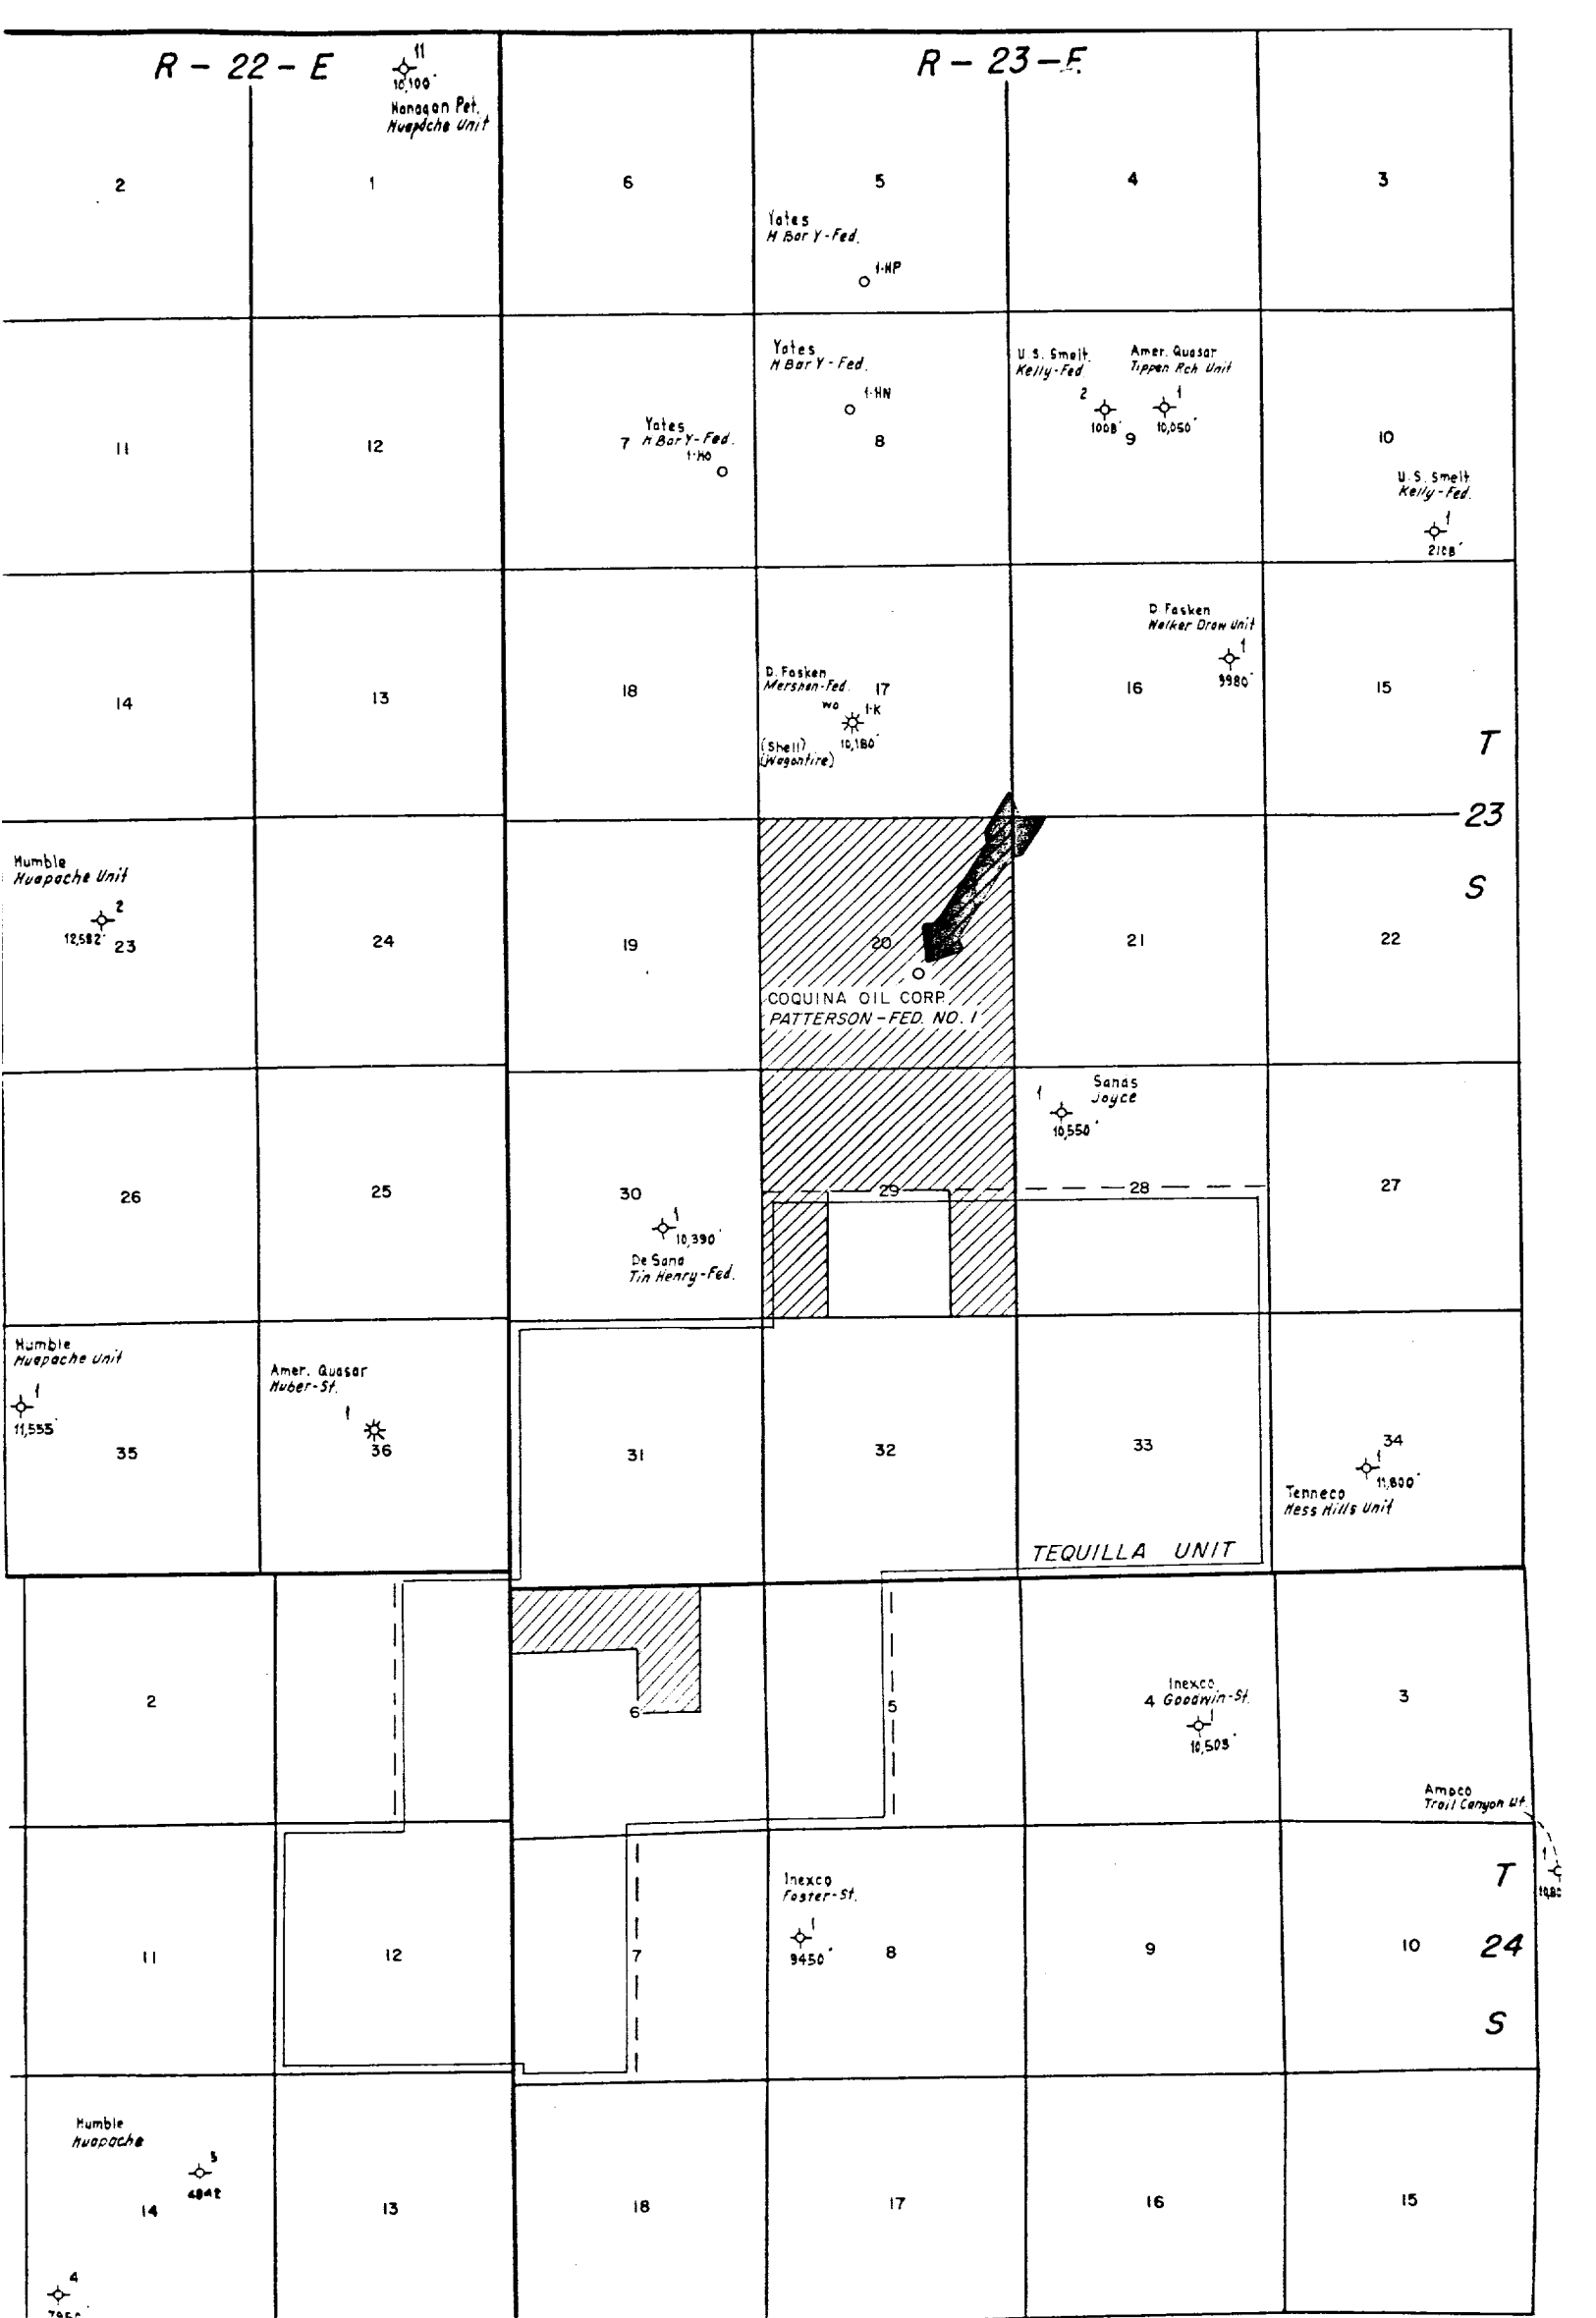 R-22-E
R-23-E
11
10,100'
Hanagan Pet.
Huapache Unit
2
1
6
5
4
3
Yates
H Bar Y-Fed.
1-HP
Yates
H Bar Y-Fed.
1-HN
U.S. Smelt.
Kelly-Fed
2
1008'
Amer. Quasar
Tippen Rch Unit
1
10,050'
Yates
H Bar Y-Fed.
1-HO
11
12
7
8
9
10
U.S. Smelt
Kelly-Fed.
1
2108'
D. Fasken
Walker Draw Unit
1
9980'
D. Fasken
Mershon-Fed.
WO 1-K
10,180'
(Shell)
(Wagontire)
14
13
18
17
16
15
T
23
S
Humble
Huapache Unit
2
12,582'
23
24
19
20
21
22
COQUINA OIL CORP.
PATTERSON-FED. NO. 1
Sands
Joyce
1
10,550'
26
25
30
29
28
27
1
10,390'
De Sana
Tin Henry-Fed.
Humble
Huapache Unit
1
11,555'
Amer. Quasar
Huber-St.
1
35
36
31
32
33
34
1
11,800'
Tenneco
Hess Hills Unit
TEQUILLA UNIT
2
6
5
4
3
Inexco
Goodwin-St.
1
10,503'
Amoco
Trail Canyon Ut.
1
Inexco
Foster-St.
1
9450'
11
12
7
8
9
10
T
24
S
Humble
Huapache
14
13
18
17
16
15
4